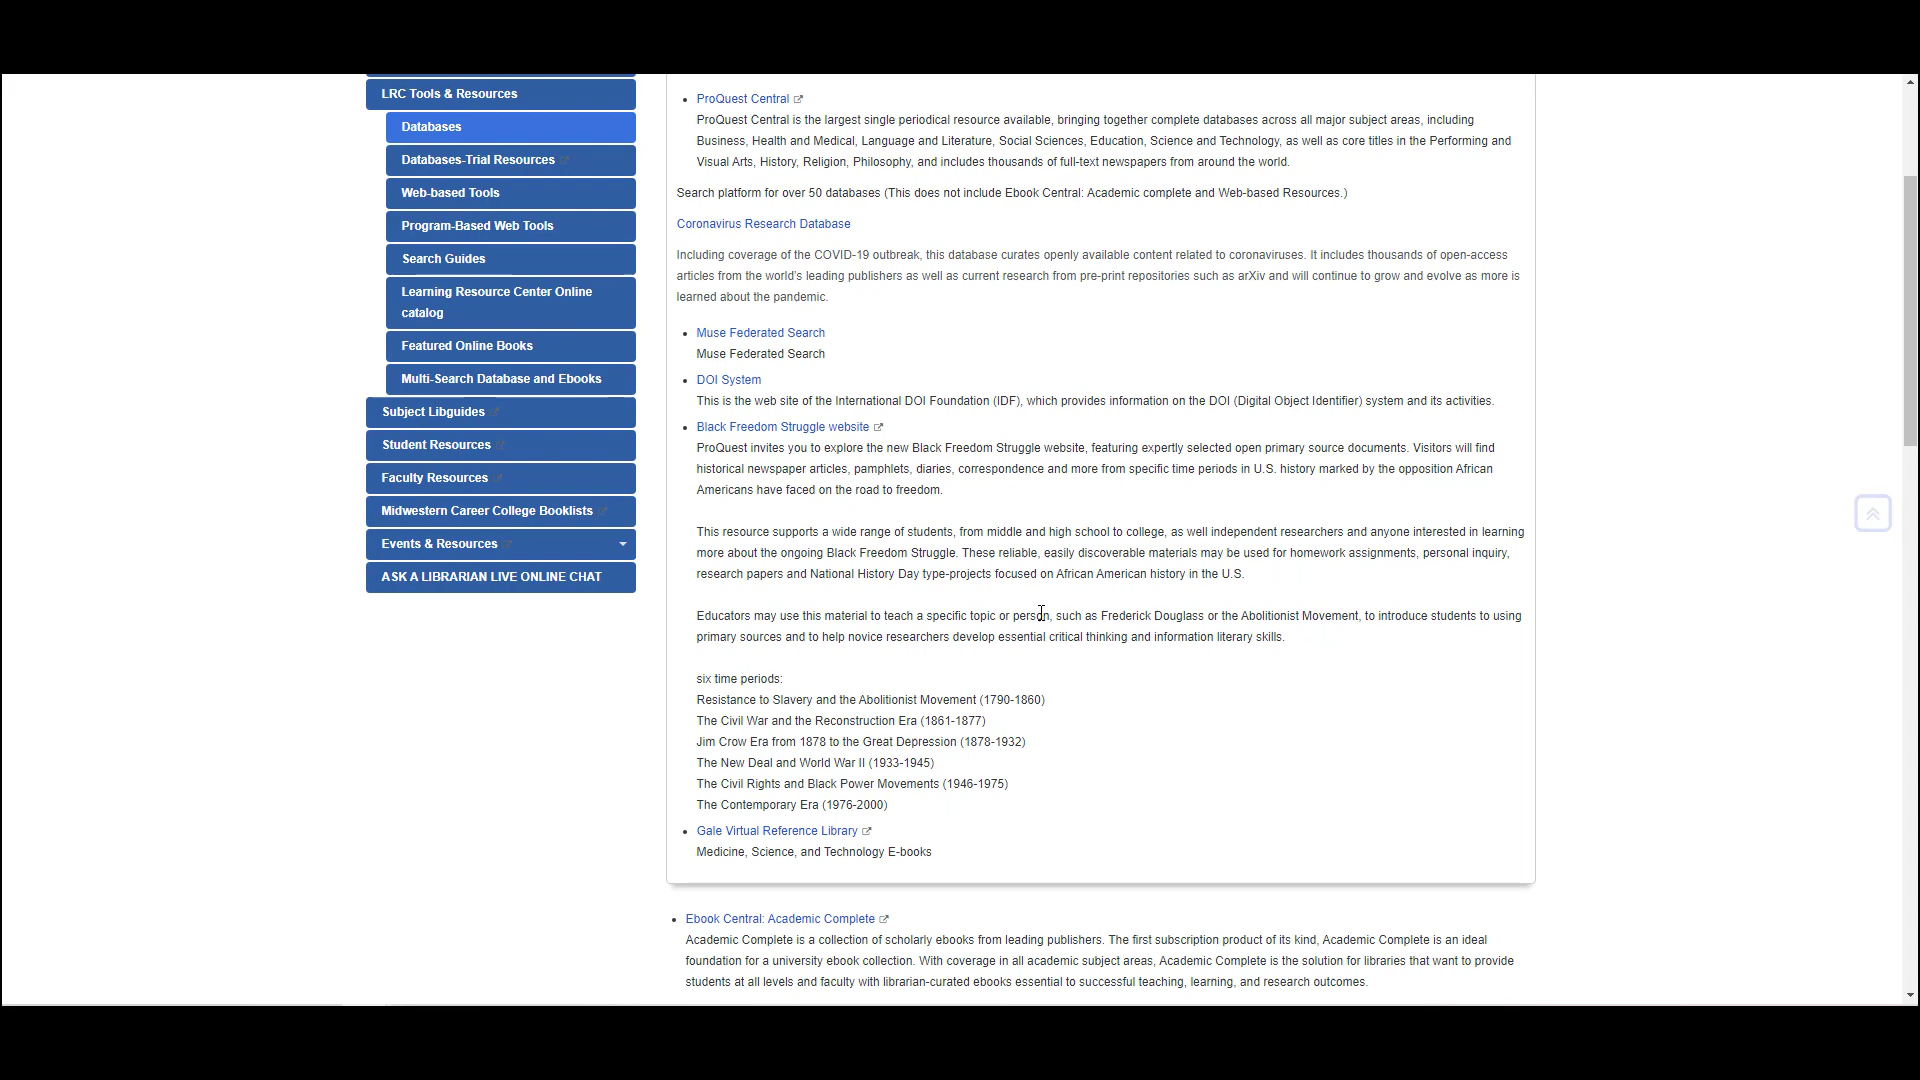 LRC Tools & Resources
Databases
Databases-Trial Resources
Web-based Tools
Program-Based Web Tools
Search Guides
Learning Resource Center Online
catalog
Featured Online Books
Multi-Search Database and Ebooks
Subject Libguides
Student Resources
Faculty Resources
Midwestern Career College Booklists
Events & Resources
ASK A LIBRARIAN LIVE ONLINE CHAT
ProQuest Central
ProQuest Central is the largest single periodical resource available, bringing together complete databases across all major subject areas, including
Business, Health and Medical, Language and Literature, Social Sciences, Education, Science and Technology, as well as core titles in the Performing and
Visual Arts, History, Religion, Philosophy, and includes thousands of full-text newspapers from around the world.
Search platform for over 50 databases (This does not include Ebook Central: Academic complete and Web-based Resources.)
Coronavirus Research Database
Including coverage of the COVID-19 outbreak, this database curates openly available content related to coronaviruses. It includes thousands of open-access
articles from the world's leading publishers as well as current research from pre-print repositories such as arXiv and will continue to grow and evolve as more is
learned about the pandemic.
Muse Federated Search
Muse Federated Search
DOI System
This is the web site of the International DOI Foundation (IDF), which provides information on the DOI (Digital Object Identifier) system and its activities.
Black Freedom Struggle website
ProQuest invites you to explore the new Black Freedom Struggle website, featuring expertly selected open primary source documents. Visitors will find
historical newspaper articles, pamphlets, diaries, correspondence and more from specific time periods in U.S. history marked by the opposition African
Americans have faced on the road to freedom.
This resource supports a wide range of students, from middle and high school to college, as well independent researchers and anyone interested in learning
more about the ongoing Black Freedom Struggle. These reliable, easily discoverable materials may be used for homework assignments, personal inquiry,
research papers and National History Day type-projects focused on African American history in the U.S.
Educators may use this material to teach a specific topic or person, such as Frederick Douglass or the Abolitionist Movement, to introduce students to using
primary sources and to help novice researchers develop essential critical thinking and information literary skills.
six time periods:
Resistance to Slavery and the Abolitionist Movement (1790-1860)
The Civil War and the Reconstruction Era (1861-1877)
Jim Crow Era from 1878 to the Great Depression (1878-1932)
The New Deal and World War II (1933-1945)
The Civil Rights and Black Power Movements (1946-1975)
The Contemporary Era (1976-2000)
Gale Virtual Reference Library
Medicine, Science, and Technology E-books
Ebook Central: Academic Complete
Academic Complete is a collection of scholarly ebooks from leading publishers. The first subscription product of its kind, Academic Complete is an ideal
foundation for a university ebook collection. With coverage in all academic subject areas, Academic Complete is the solution for libraries that want to provide
students at all levels and faculty with librarian-curated ebooks essential to successful teaching, learning, and research outcomes.